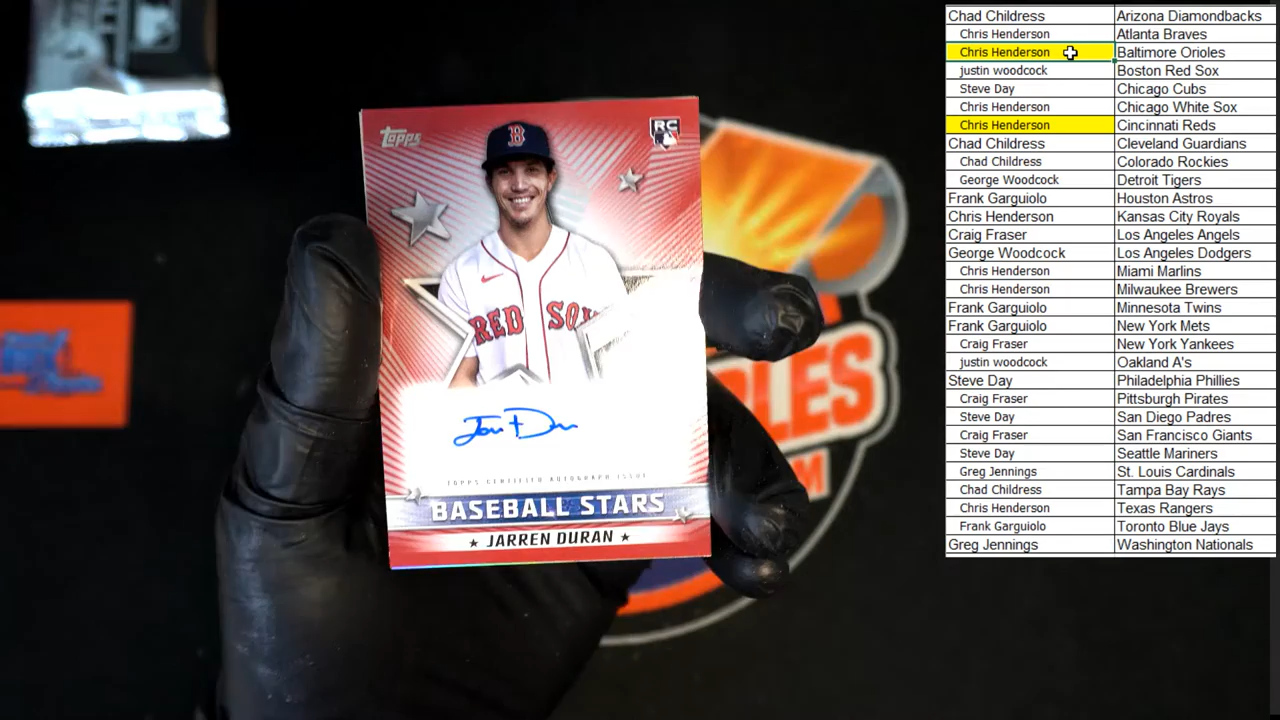 Topps
RC
B
RED SOX
Jan Dun
TOPPS CERTIFIED AUTOGRAPH ISSUE
BASEBALL STARS
★ JARREN DURAN ★
PLES
M
Chad Childress Arizona Diamondbacks
Chris Henderson Atlanta Braves
Chris Henderson Baltimore Orioles
justin woodcock Boston Red Sox
Steve Day Chicago Cubs
Chris Henderson Chicago White Sox
Chris Henderson Cincinnati Reds
Chad Childress Cleveland Guardians
Chad Childress Colorado Rockies
George Woodcock Detroit Tigers
Frank Garguiolo Houston Astros
Chris Henderson Kansas City Royals
Craig Fraser Los Angeles Angels
George Woodcock Los Angeles Dodgers
Chris Henderson Miami Marlins
Chris Henderson Milwaukee Brewers
Frank Garguiolo Minnesota Twins
Frank Garguiolo New York Mets
Craig Fraser New York Yankees
justin woodcock Oakland A's
Steve Day Philadelphia Phillies
Craig Fraser Pittsburgh Pirates
Steve Day San Diego Padres
Craig Fraser San Francisco Giants
Steve Day Seattle Mariners
Greg Jennings St. Louis Cardinals
Chad Childress Tampa Bay Rays
Chris Henderson Texas Rangers
Frank Garguiolo Toronto Blue Jays
Greg Jennings Washington Nationals